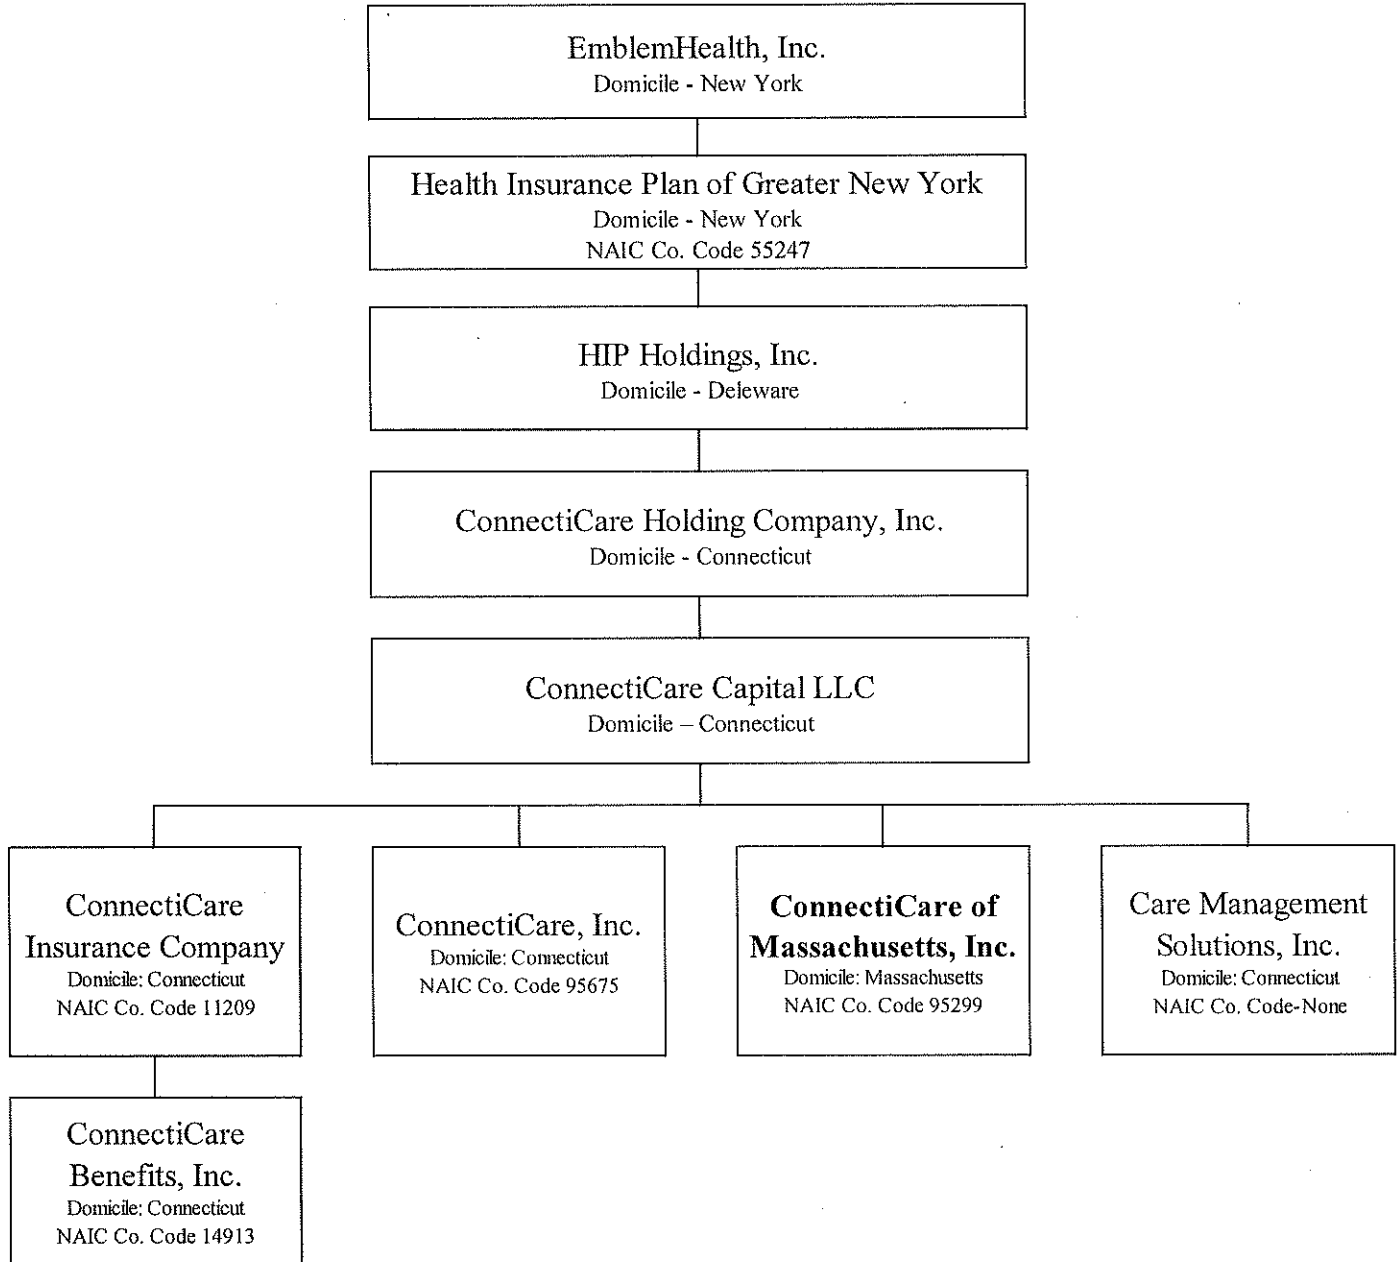 EmblemHealth, Inc.
Domicile - New York
Health Insurance Plan of Greater New York
Domicile - New York
NAIC Co. Code 55247
HIP Holdings, Inc.
Domicile - Deleware
ConnectiCare Holding Company, Inc.
Domicile - Connecticut
ConnectiCare Capital LLC
Domicile – Connecticut
ConnectiCare
Insurance Company
Domicile: Connecticut
NAIC Co. Code 11209
ConnectiCare, Inc.
Domicile: Connecticut
NAIC Co. Code 95675
ConnectiCare of
Massachusetts, Inc.
Domicile: Massachusetts
NAIC Co. Code 95299
Care Management
Solutions, Inc.
Domicile: Connecticut
NAIC Co. Code-None
ConnectiCare
Benefits, Inc.
Domicile: Connecticut
NAIC Co. Code 14913